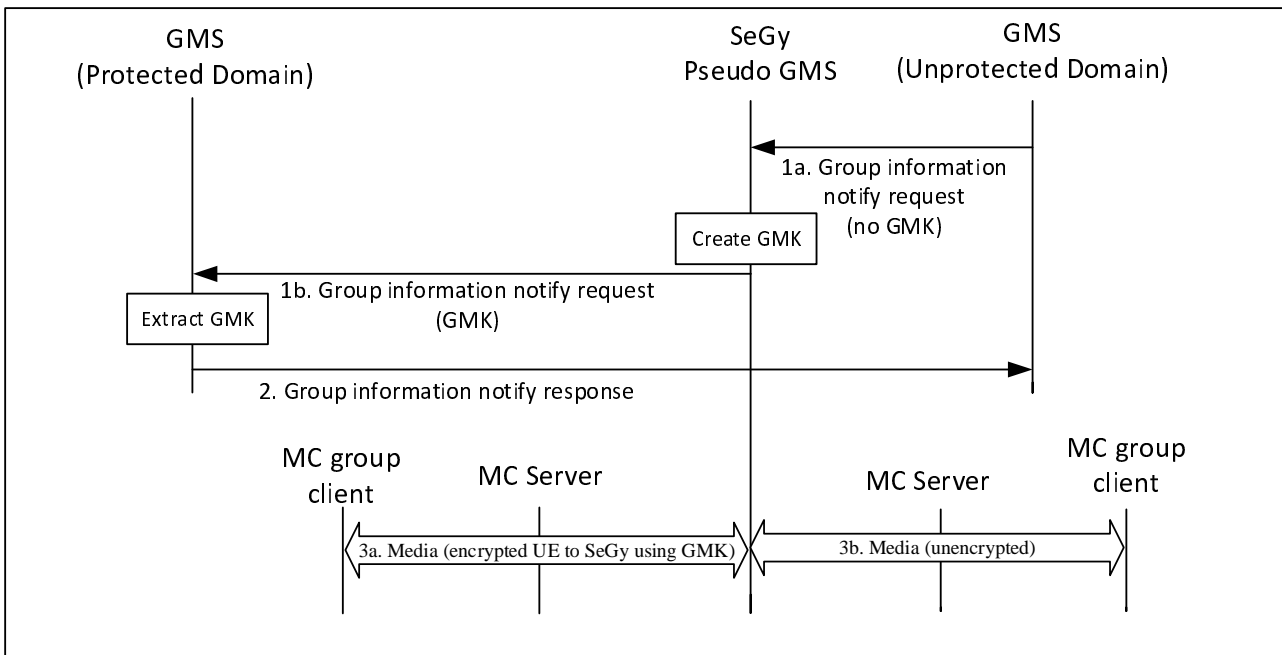 GMS
(Protected Domain)
SeGy
Pseudo GMS
GMS
(Unprotected Domain)
1a. Group information
notify request
(no GMK)
Create GMK
1b. Group information notify request
(GMK)
Extract GMK
2. Group information notify response
MC group
client
MC Server
MC Server
MC group
client
3a. Media (encrypted UE to SeGy using GMK)
3b. Media (unencrypted)